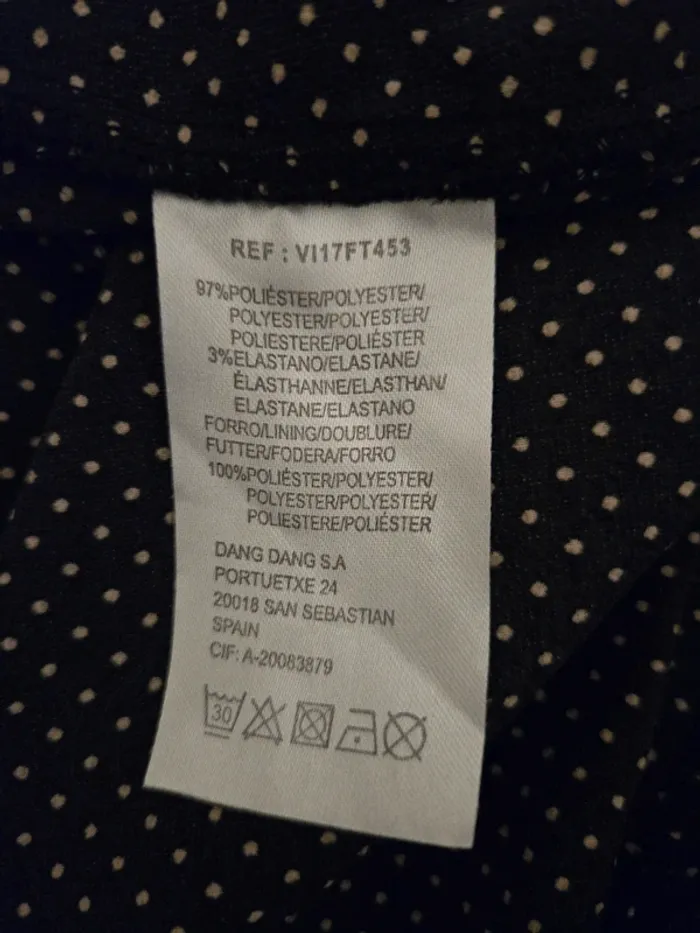 REF : VI17FT453
97%POLIÉSTER/POLYESTER/
POLYESTER/POLYESTER/
POLIESTERE/POLIÉSTER
3%ELASTANO/ELASTANE/
ÉLASTHANNE/ELASTHAN/
ELASTANE/ELASTANO
FORRO/LINING/DOUBLURE/
FUTTER/FODERA/FORRO
100%POLIÉSTER/POLYESTER/
POLYESTER/POLYESTER/
POLIESTERE/POLIÉSTER
DANG DANG S.A
PORTUETXE 24
20018 SAN SEBASTIAN
SPAIN
CIF: A-20083879
30